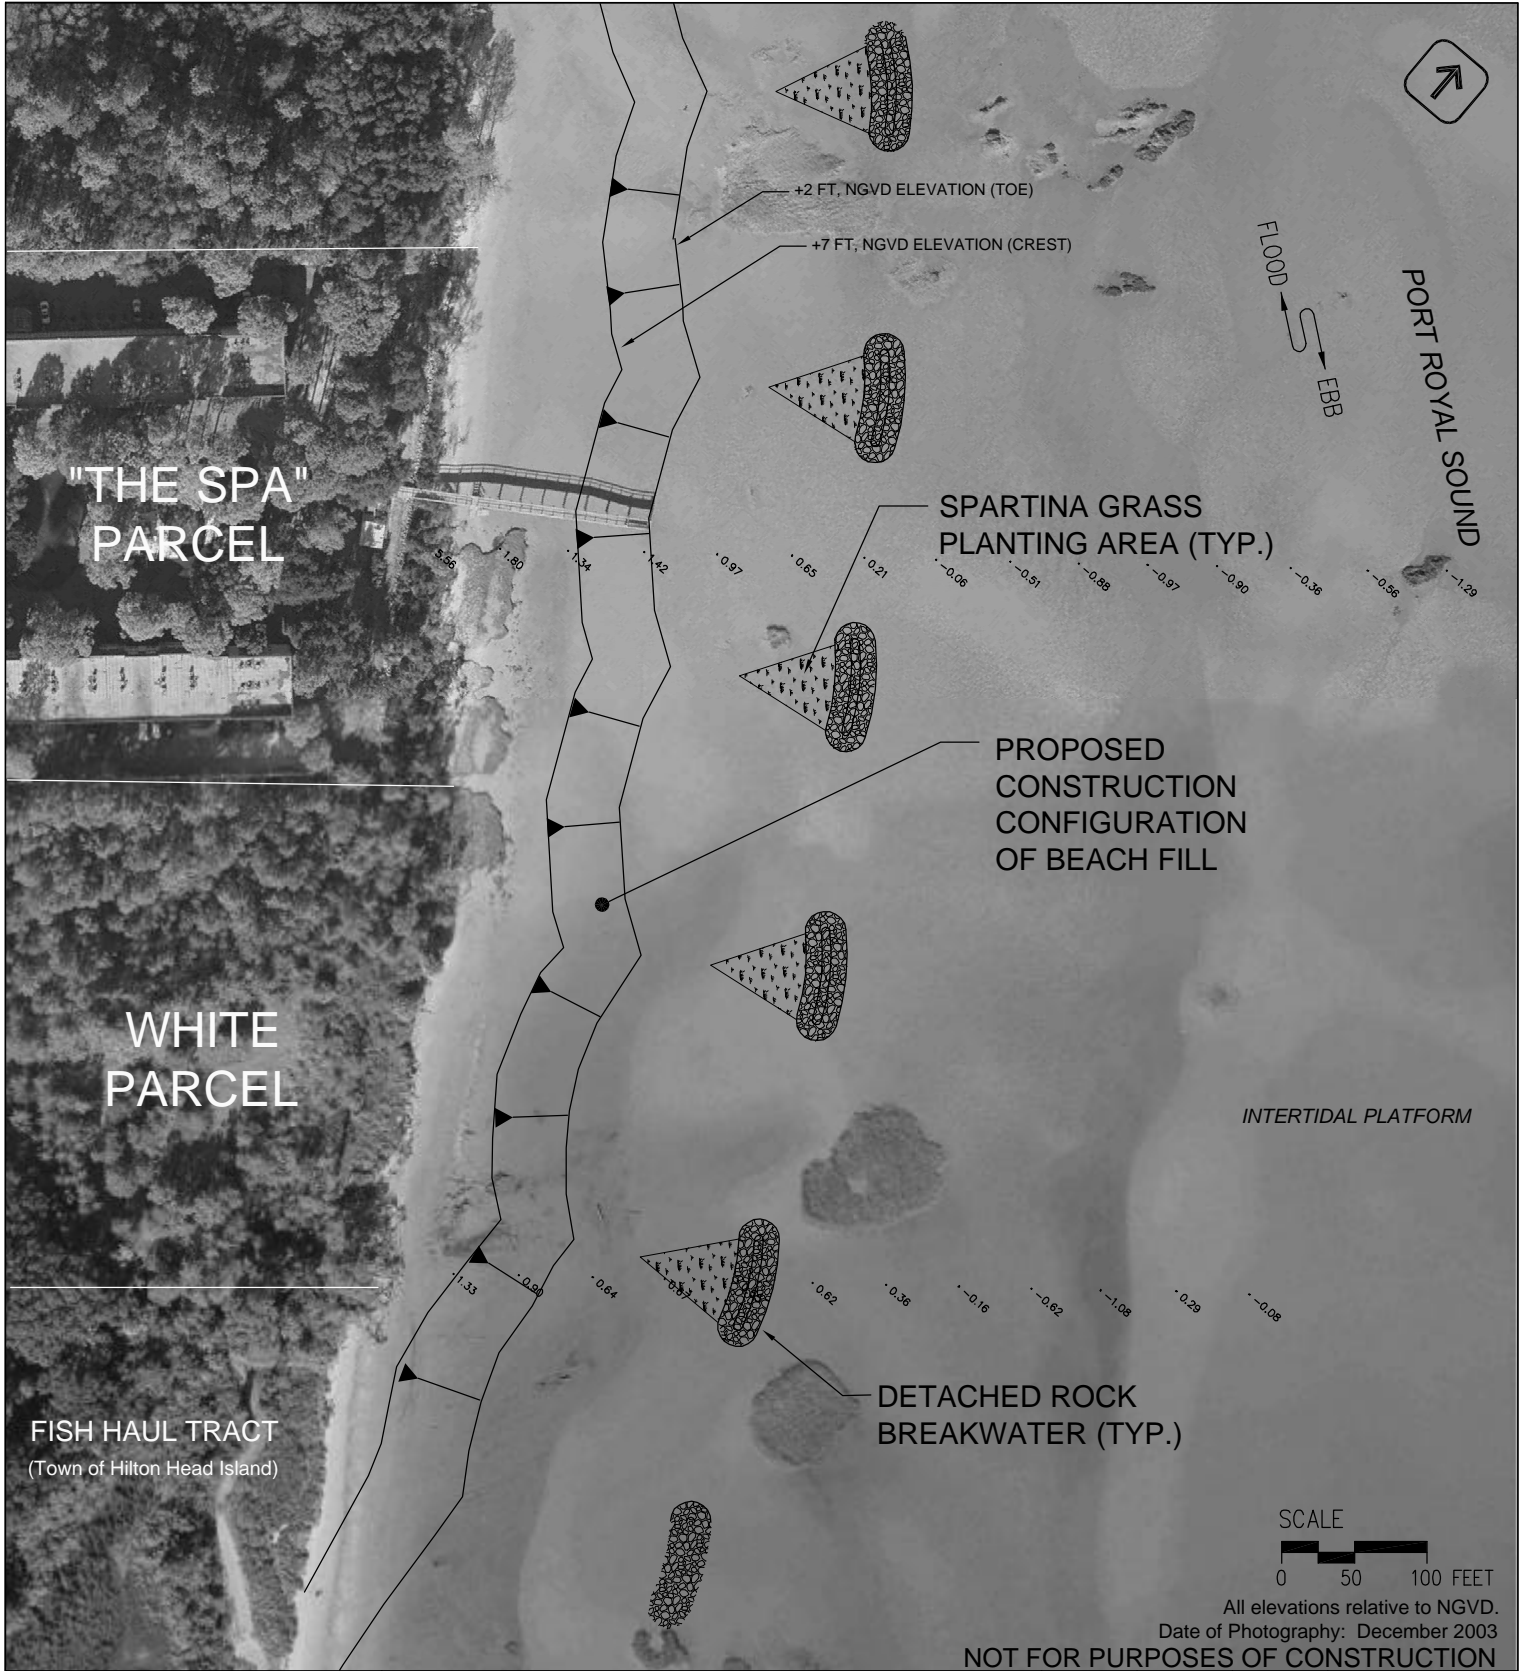 +2 FT, NGVD ELEVATION (TOE)
+7 FT, NGVD ELEVATION (CREST)
FLOOD
EBB
PORT ROYAL SOUND
"THE SPA"
PARCEL
SPARTINA GRASS
PLANTING AREA (TYP.)
5.56 1.80 1.34 1.42 0.97 0.65 0.21 -0.06 -0.51 -0.88 -0.97 -0.90 -0.36 -0.56 -1.29
PROPOSED
CONSTRUCTION
CONFIGURATION
OF BEACH FILL
WHITE
PARCEL
INTERTIDAL PLATFORM
1.33 0.90 0.64 0.62 0.36 -0.16 -0.62 -1.08 0.29 -0.08
DETACHED ROCK
BREAKWATER (TYP.)
FISH HAUL TRACT
(Town of Hilton Head Island)
SCALE
0 50 100 FEET
All elevations relative to NGVD.
Date of Photography: December 2003
NOT FOR PURPOSES OF CONSTRUCTION